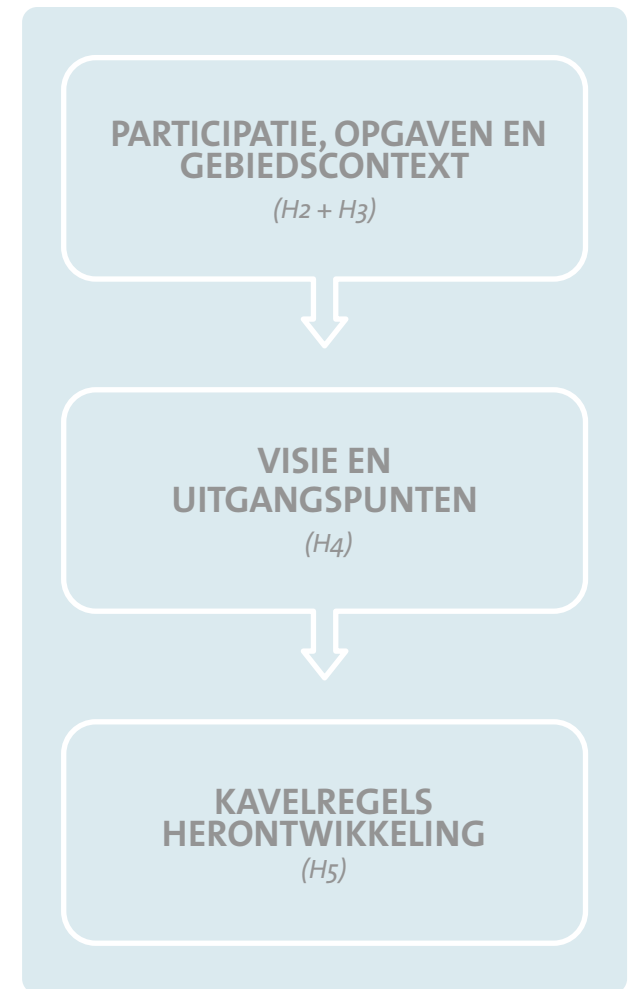 PARTICIPATIE, OPGAVEN EN
GEBIEDSCONTEXT
(H2 + H3)
VISIE EN
UITGANGSPUNTEN
(H4)
KAVELREGELS
HERONTWIKKELING
(H5)